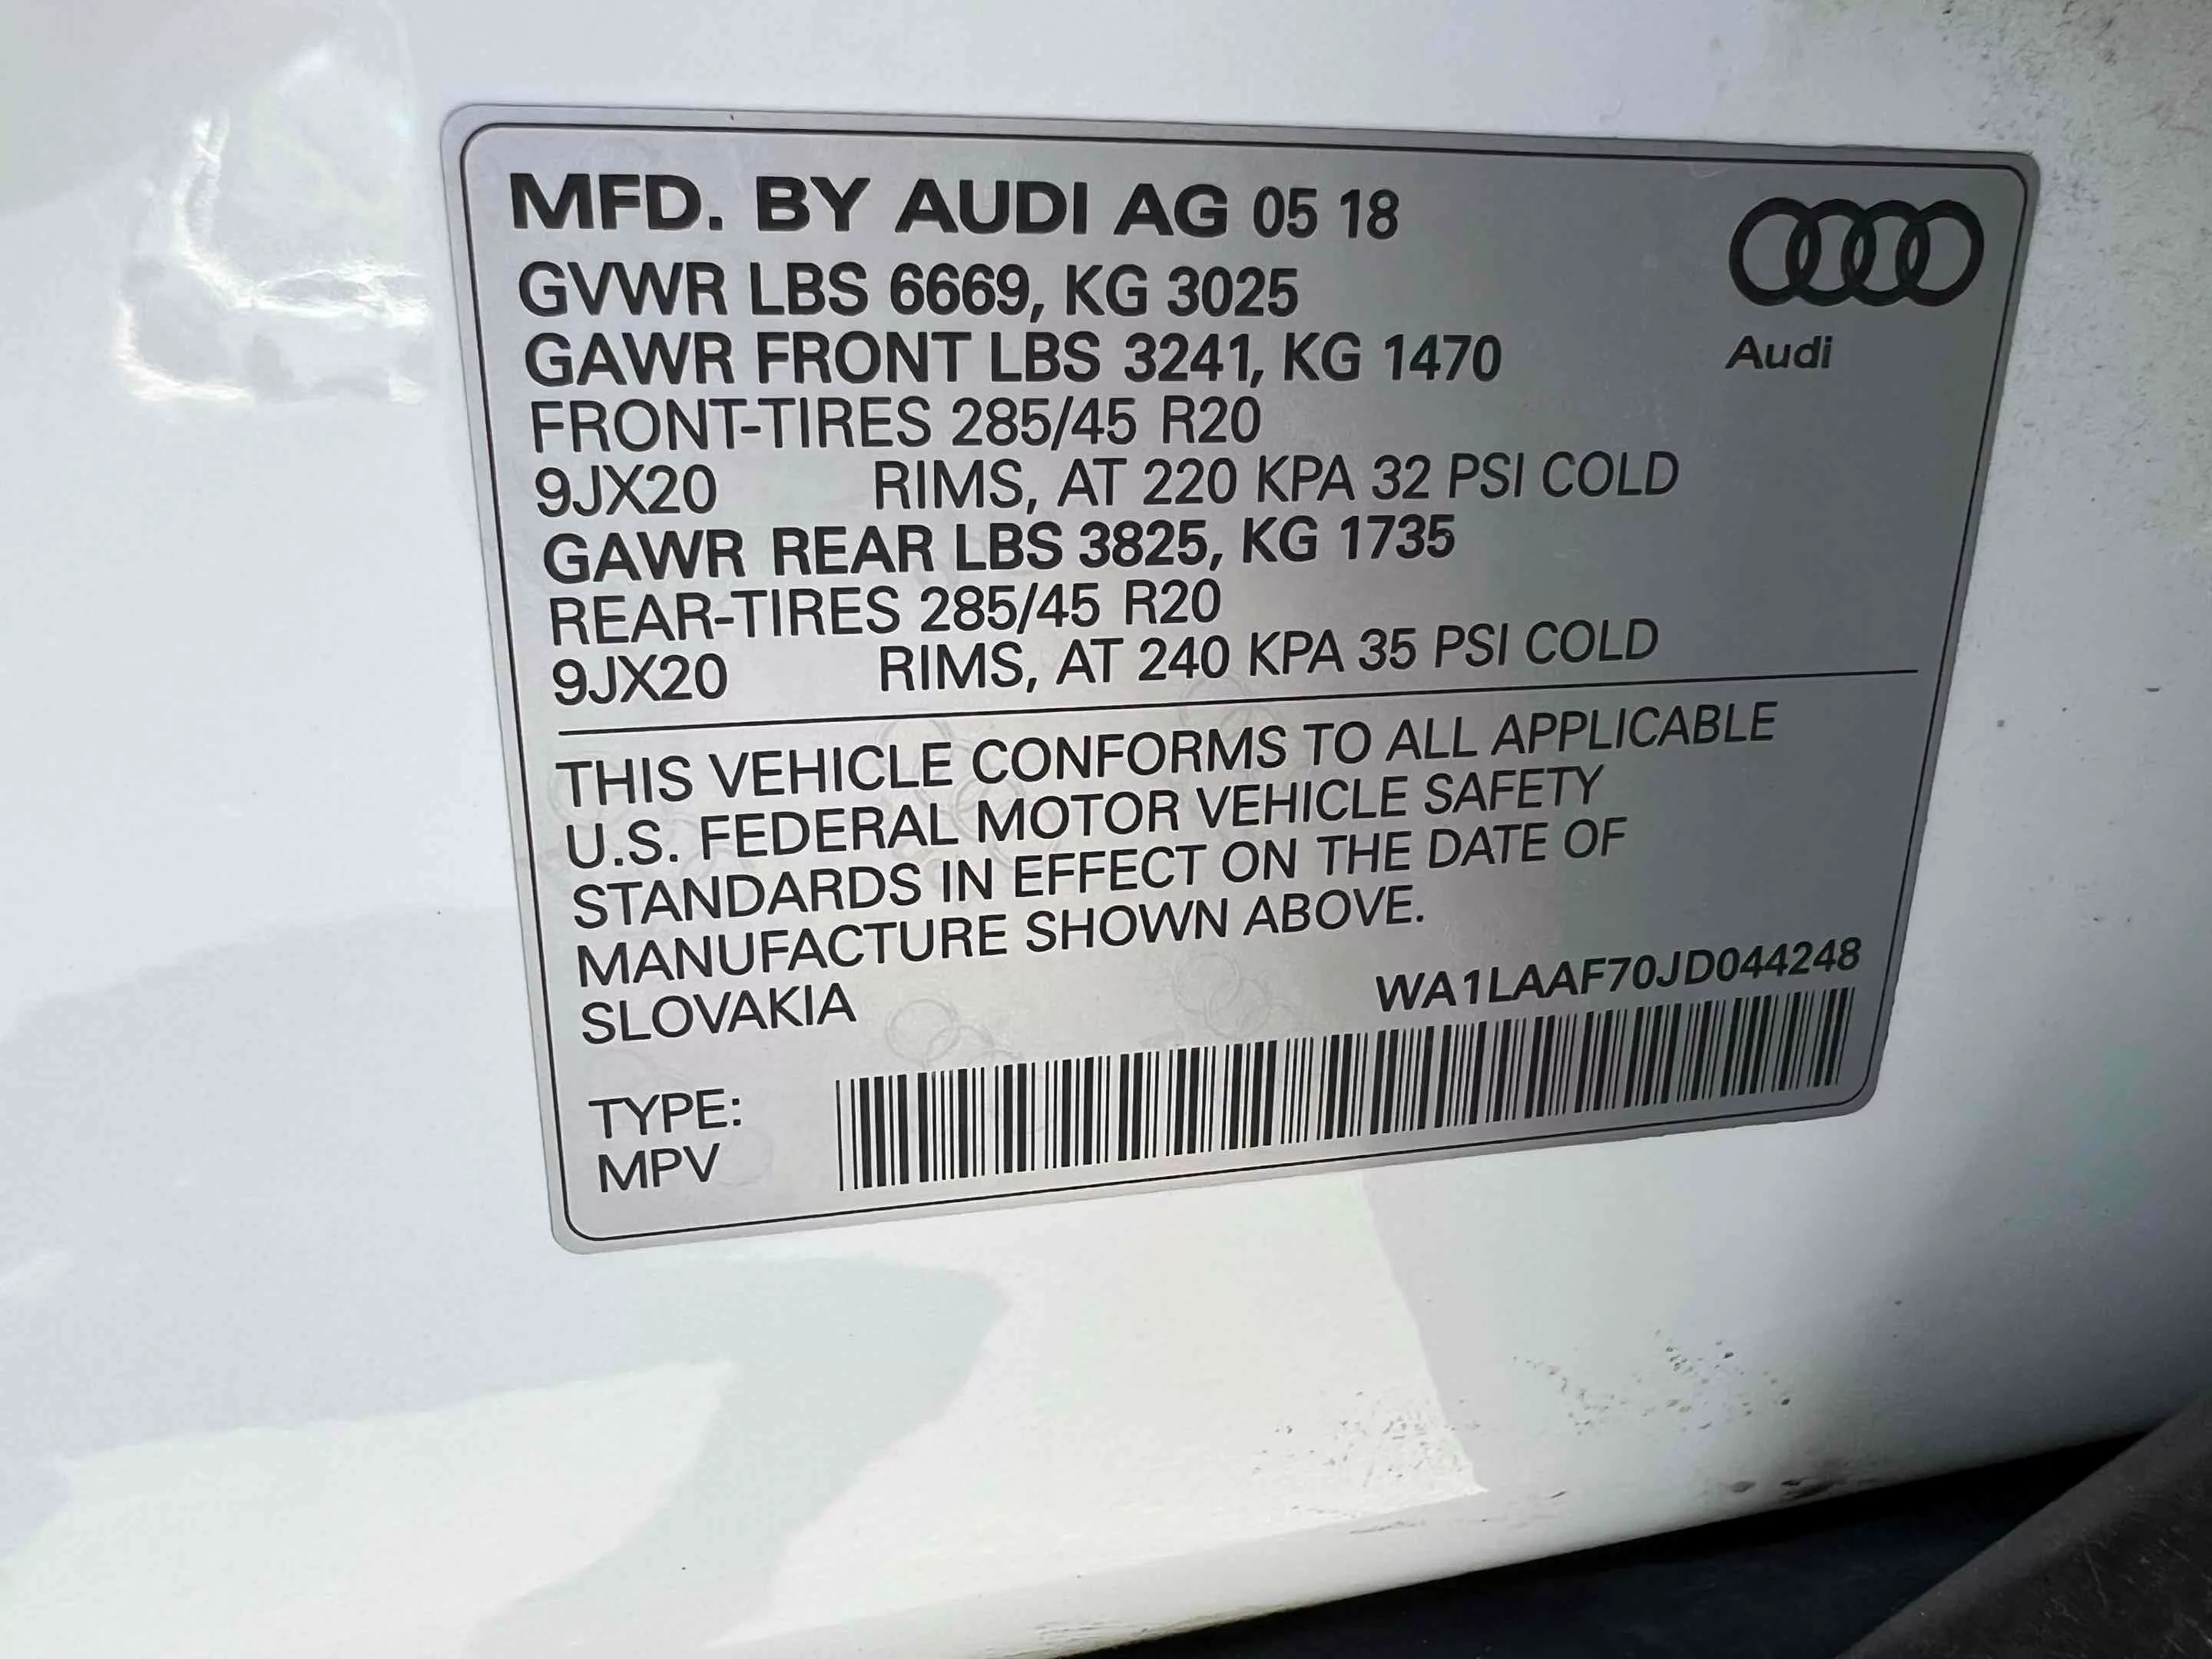 MFD. BY AUDI AG 05 18
GVWR LBS 6669, KG 3025
GAWR FRONT LBS 3241, KG 1470
FRONT-TIRES 285/45 R20
9JX20 RIMS, AT 220 KPA 32 PSI COLD
GAWR REAR LBS 3825, KG 1735
REAR-TIRES 285/45 R20
9JX20 RIMS, AT 240 KPA 35 PSI COLD
Audi
THIS VEHICLE CONFORMS TO ALL APPLICABLE
U.S. FEDERAL MOTOR VEHICLE SAFETY
STANDARDS IN EFFECT ON THE DATE OF
MANUFACTURE SHOWN ABOVE.
SLOVAKIA
WA1LAAF70JD044248
TYPE:
MPV